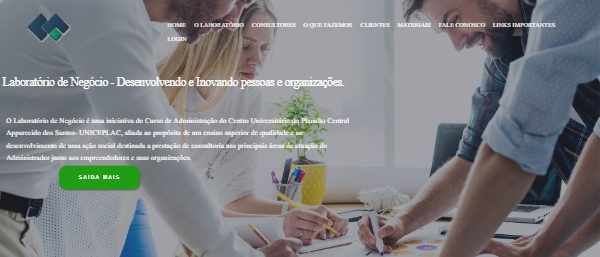 HOME O LABORATÓRIO CONSULTORES O QUE FAZEMOS CLIENTES MATERIAIS FALE CONOSCO LINKS IMPORTANTES
LOGIN
Laboratório de Negócio - Desenvolvendo e Inovando pessoas e organizações.
O Laboratório de Negócio é uma iniciativa do Curso de Administração do Centro Universitário do Planalto Central
Apparecido dos Santos- UNICEPLAC, aliada ao propósito de um ensino superior de qualidade e ao
desenvolvimento de uma ação social destinada a prestação de consultoria nas principais áreas de atuação do
Administrador junto aos empreendedores e suas organizações.
SAIBA MAIS